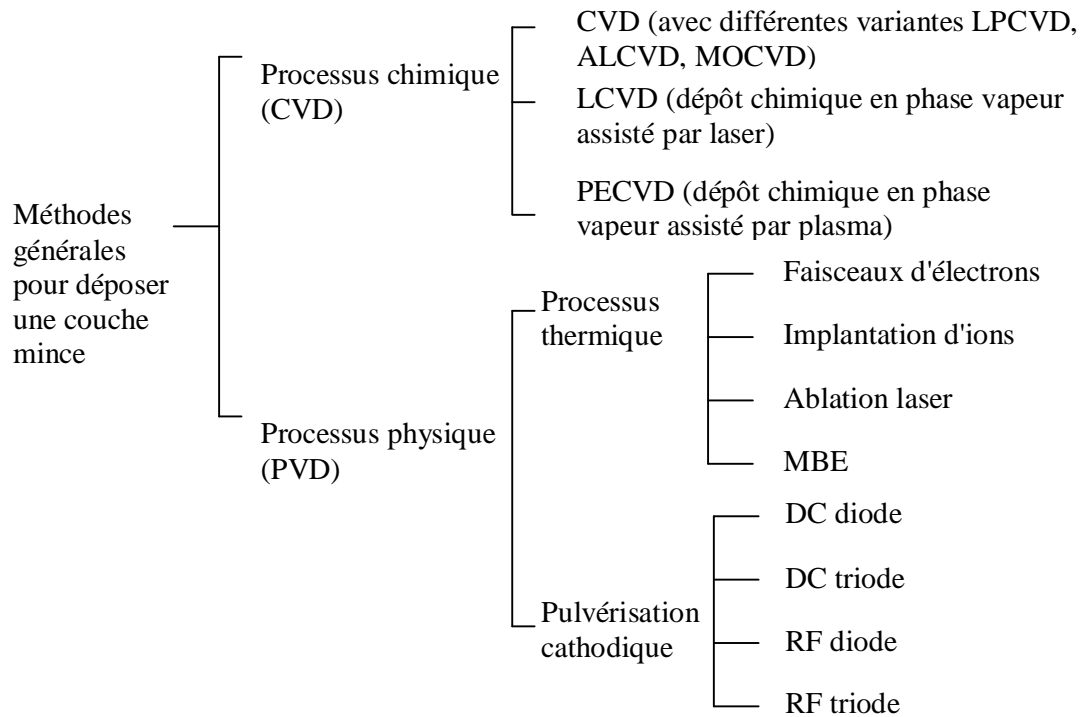 Méthodes
générales
pour déposer
une couche
mince
Processus chimique
(CVD)
CVD (avec différentes variantes LPCVD,
ALCVD, MOCVD)
LCVD (dépôt chimique en phase vapeur
assisté par laser)
PECVD (dépôt chimique en phase
vapeur assisté par plasma)
Processus physique
(PVD)
Processus
thermique
Faisceaux d'électrons
Implantation d'ions
Ablation laser
MBE
Pulvérisation
cathodique
DC diode
DC triode
RF diode
RF triode